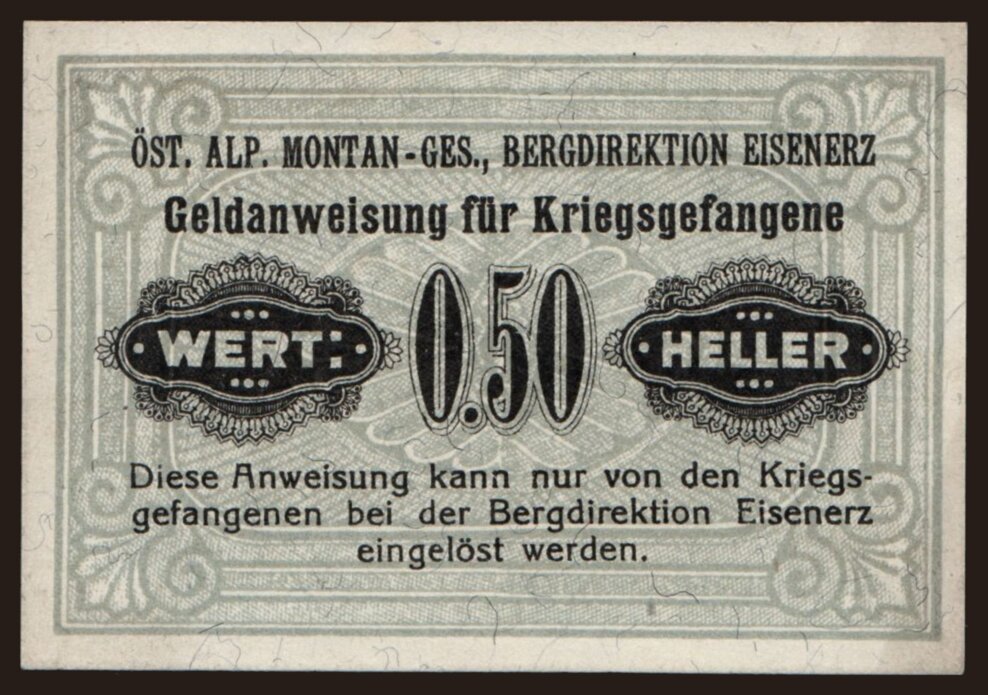 ÖST. ALP. MONTAN-GES., BERGDIREKTION EISENERZ
Geldanweisung für Kriegsgefangene
WERT: 0.50 HELLER
Diese Anweisung kann nur von den Kriegs-
gefangenen bei der Bergdirektion Eisenerz
eingelöst werden.